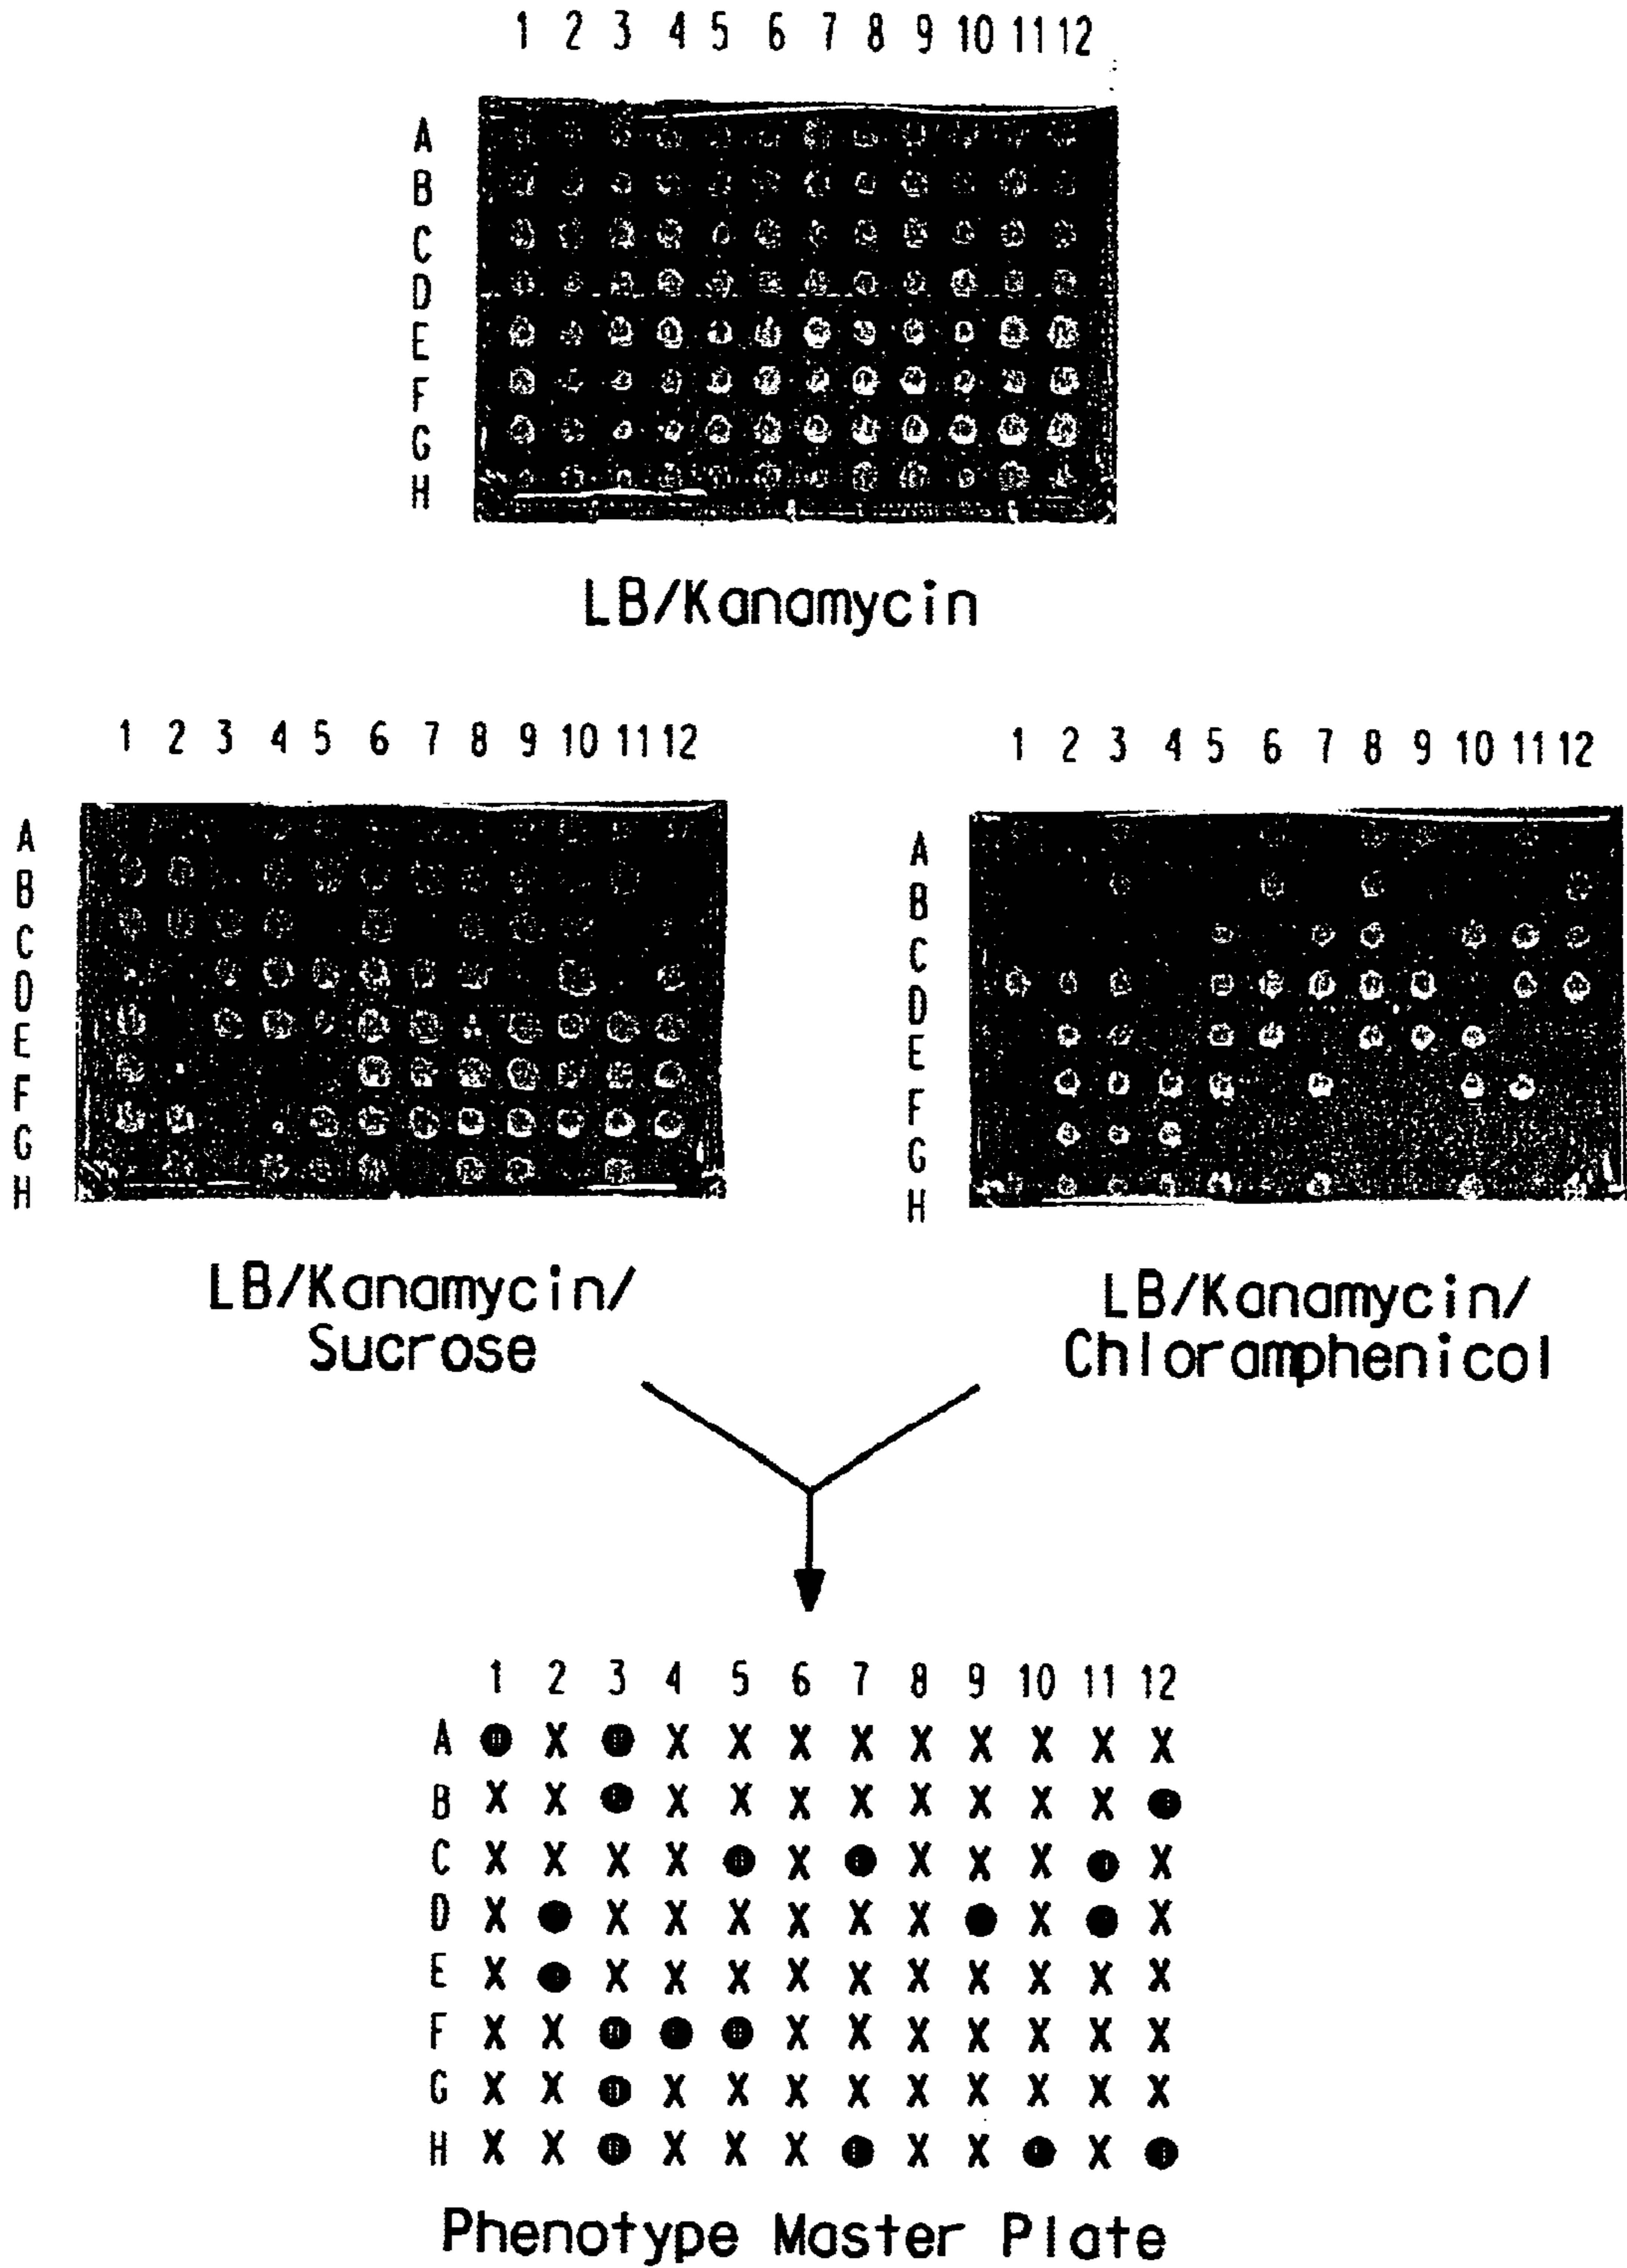 1 2 3 4 5 6 7 8 9 10 11 12
A
B
C
D
E
F
G
H
LB/Kanamycin
1 2 3 4 5 6 7 8 9 10 11 12
A
B
C
D
E
F
G
H
LB/Kanamycin/
Sucrose
1 2 3 4 5 6 7 8 9 10 11 12
A
B
C
D
E
F
G
H
LB/Kanamycin/
Chloramphenicol
1 2 3 4 5 6 7 8 9 10 11 12
A X X X X X X X X X X
B X X X X X X X X X X
C X X X X X X X X X
D X X X X X X X X X
E X X X X X X X X X X X
F X X X X X X X X X
G X X X X X X X X X X X
H X X X X X X X X
Phenotype Master Plate